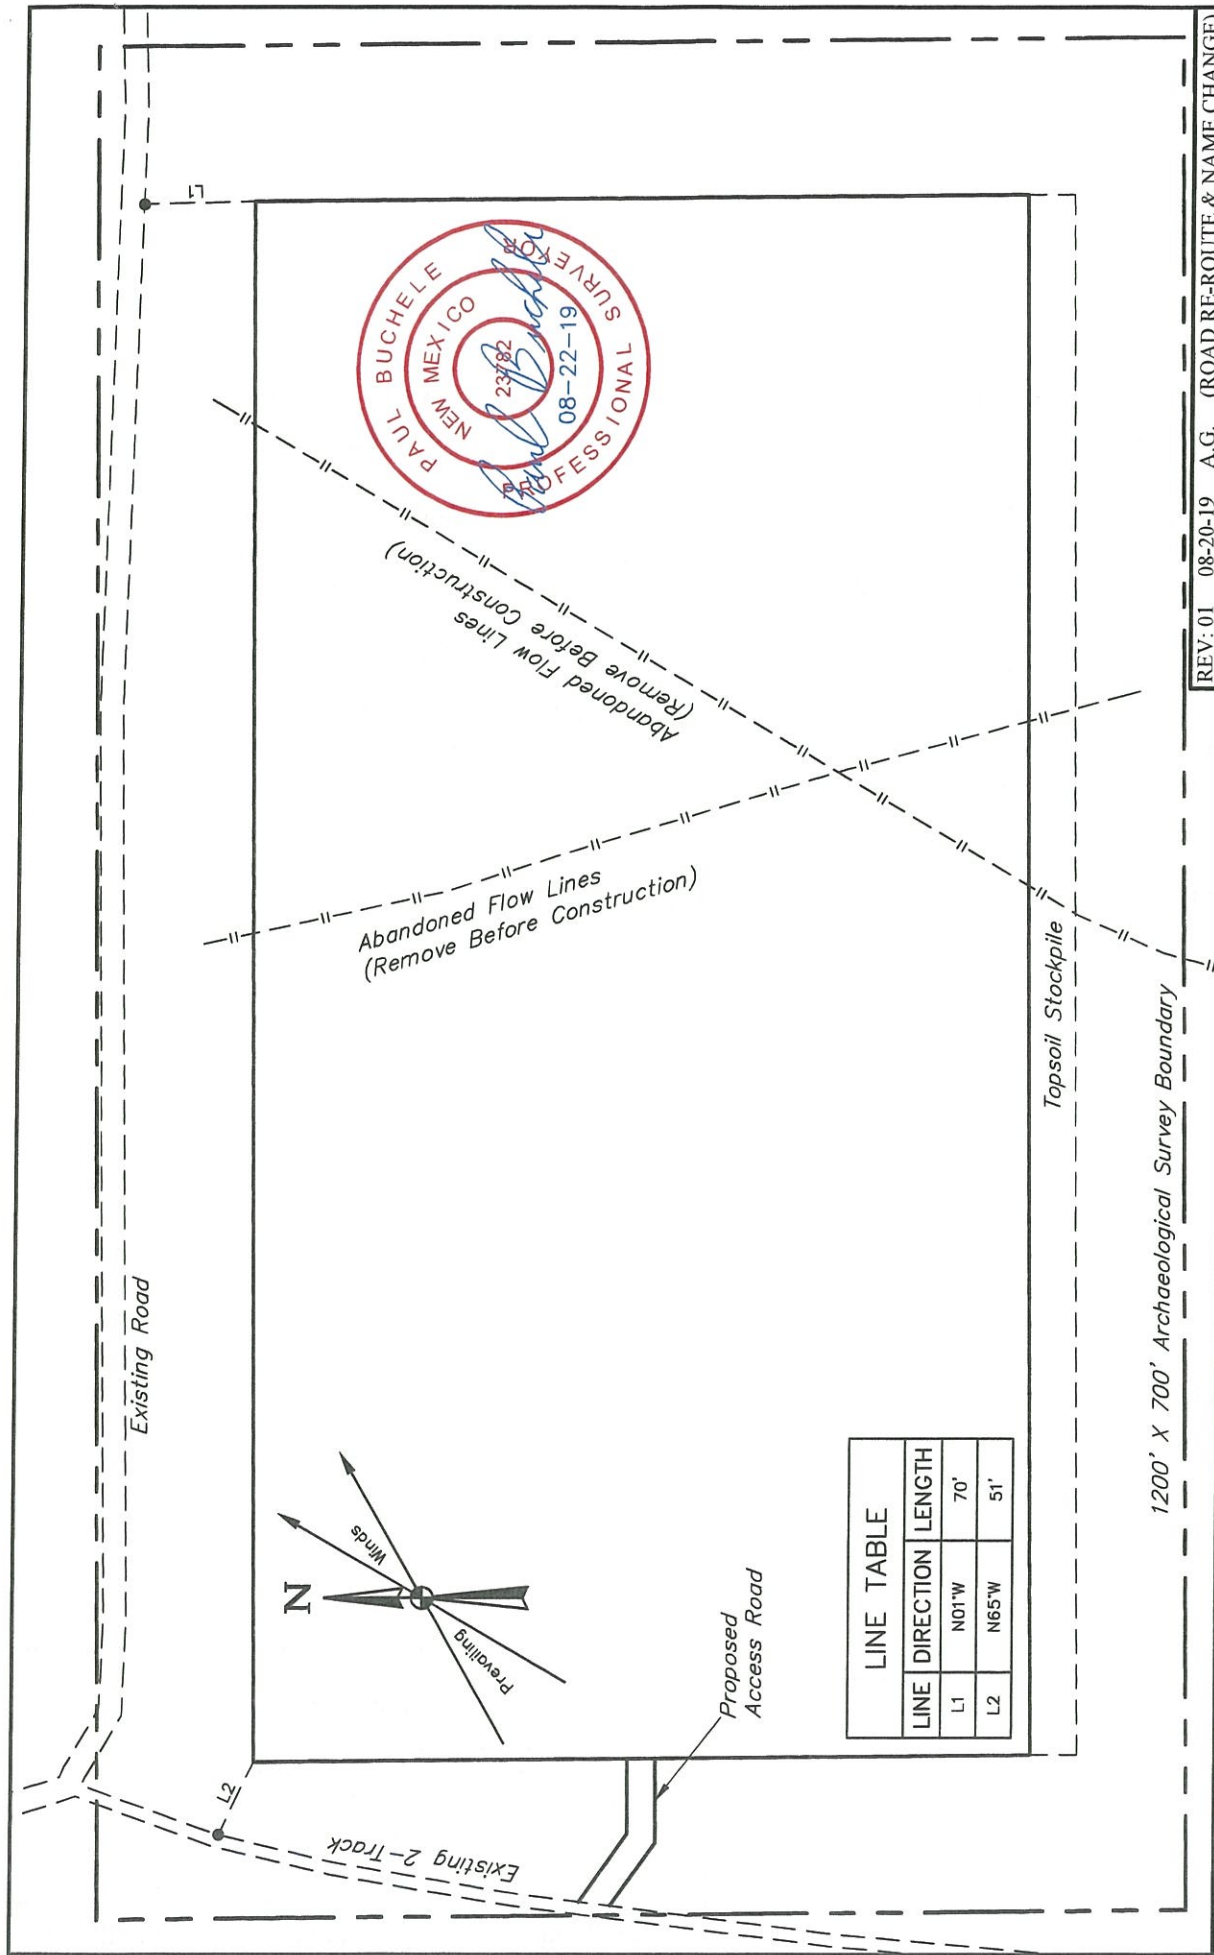 REV: 01 08-20-19 A.G. (ROAD RE-ROUTE & NAME CHANGE)
Existing Road
L1
L2
Existing 2-Track
N
Prevailing
Winds
Proposed
Access Road
Abandoned Flow Lines
(Remove Before Construction)
Abandoned Flow Lines
(Remove Before Construction)
PAUL BUCHELE
NEW MEXICO
23782
PROFESSIONAL SURVEYOR
Paul Buchele
08-22-19
LINE TABLE
LINE DIRECTION LENGTH
L1 N01°W 70'
L2 N65°W 51'
Topsoil Stockpile
1200' X 700' Archaeological Survey Boundary